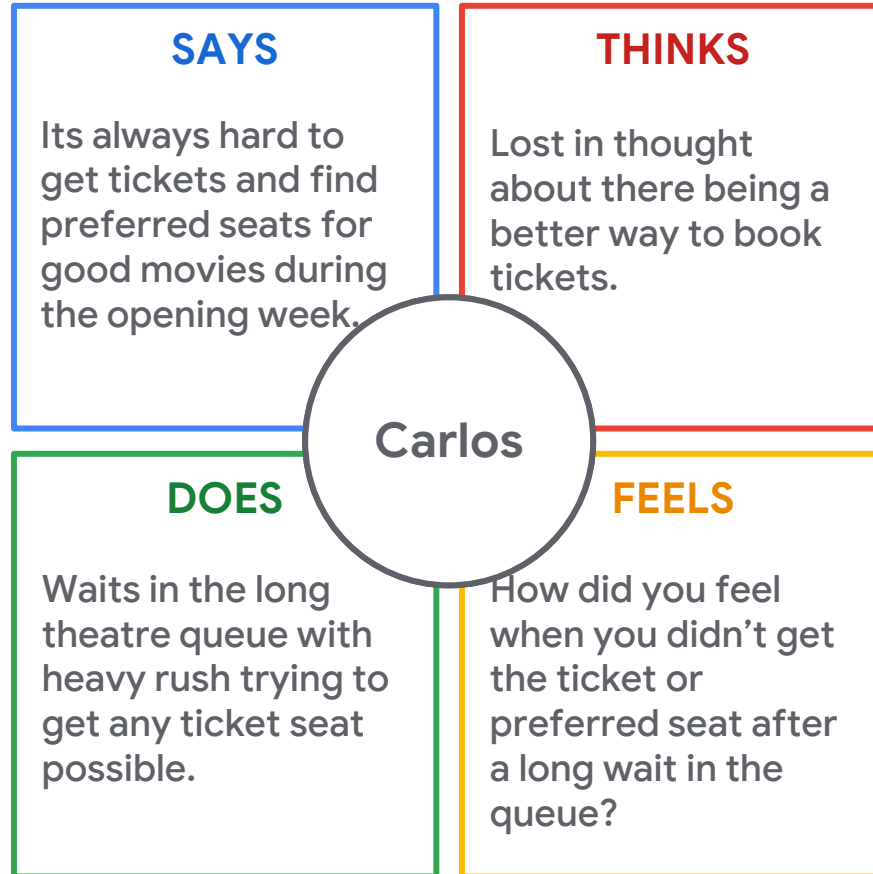 SAYS
Its always hard to
get tickets and find
preferred seats for
good movies during
the opening week.
THINKS
Lost in thought
about there being a
better way to book
tickets.
Carlos
DOES
Waits in the long
theatre queue with
heavy rush trying to
get any ticket seat
possible.
FEELS
How did you feel
when you didn’t get
the ticket or
preferred seat after
a long wait in the
queue?